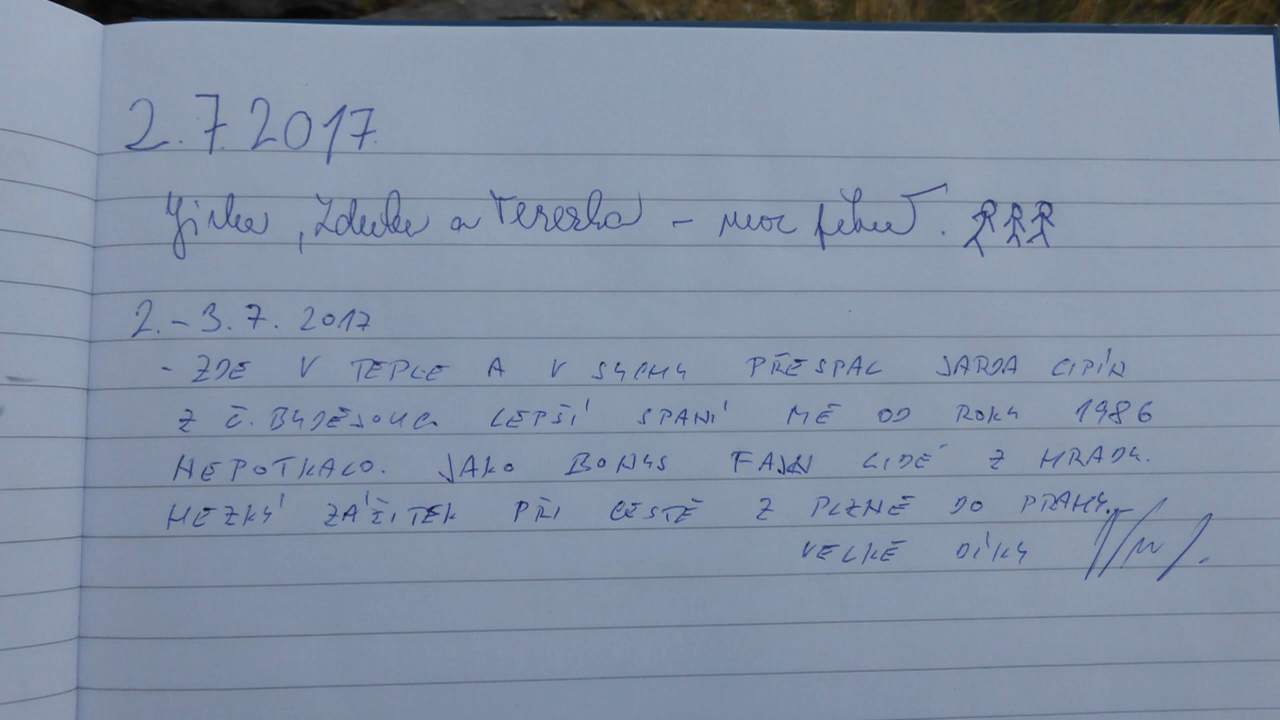 2.7.2017
Jirka, Zdenka a Terezka - moc pěkné.
2.-3.7.2017
- ZDE V TEPLE A V SUCHU PŘESPAL JARDA CIPÍN
Z Č. BUDĚJOVIC. LEPŠÍ SPANÍ MĚ OD ROKU 1986
NEPOTKALO. JAKO BONUS FAJN LIDÉ Z HRADU.
HEZKÝ ZÁŽITEK PŘI CESTĚ Z PLZNĚ DO PRAHY.
VELKÉ DÍKY